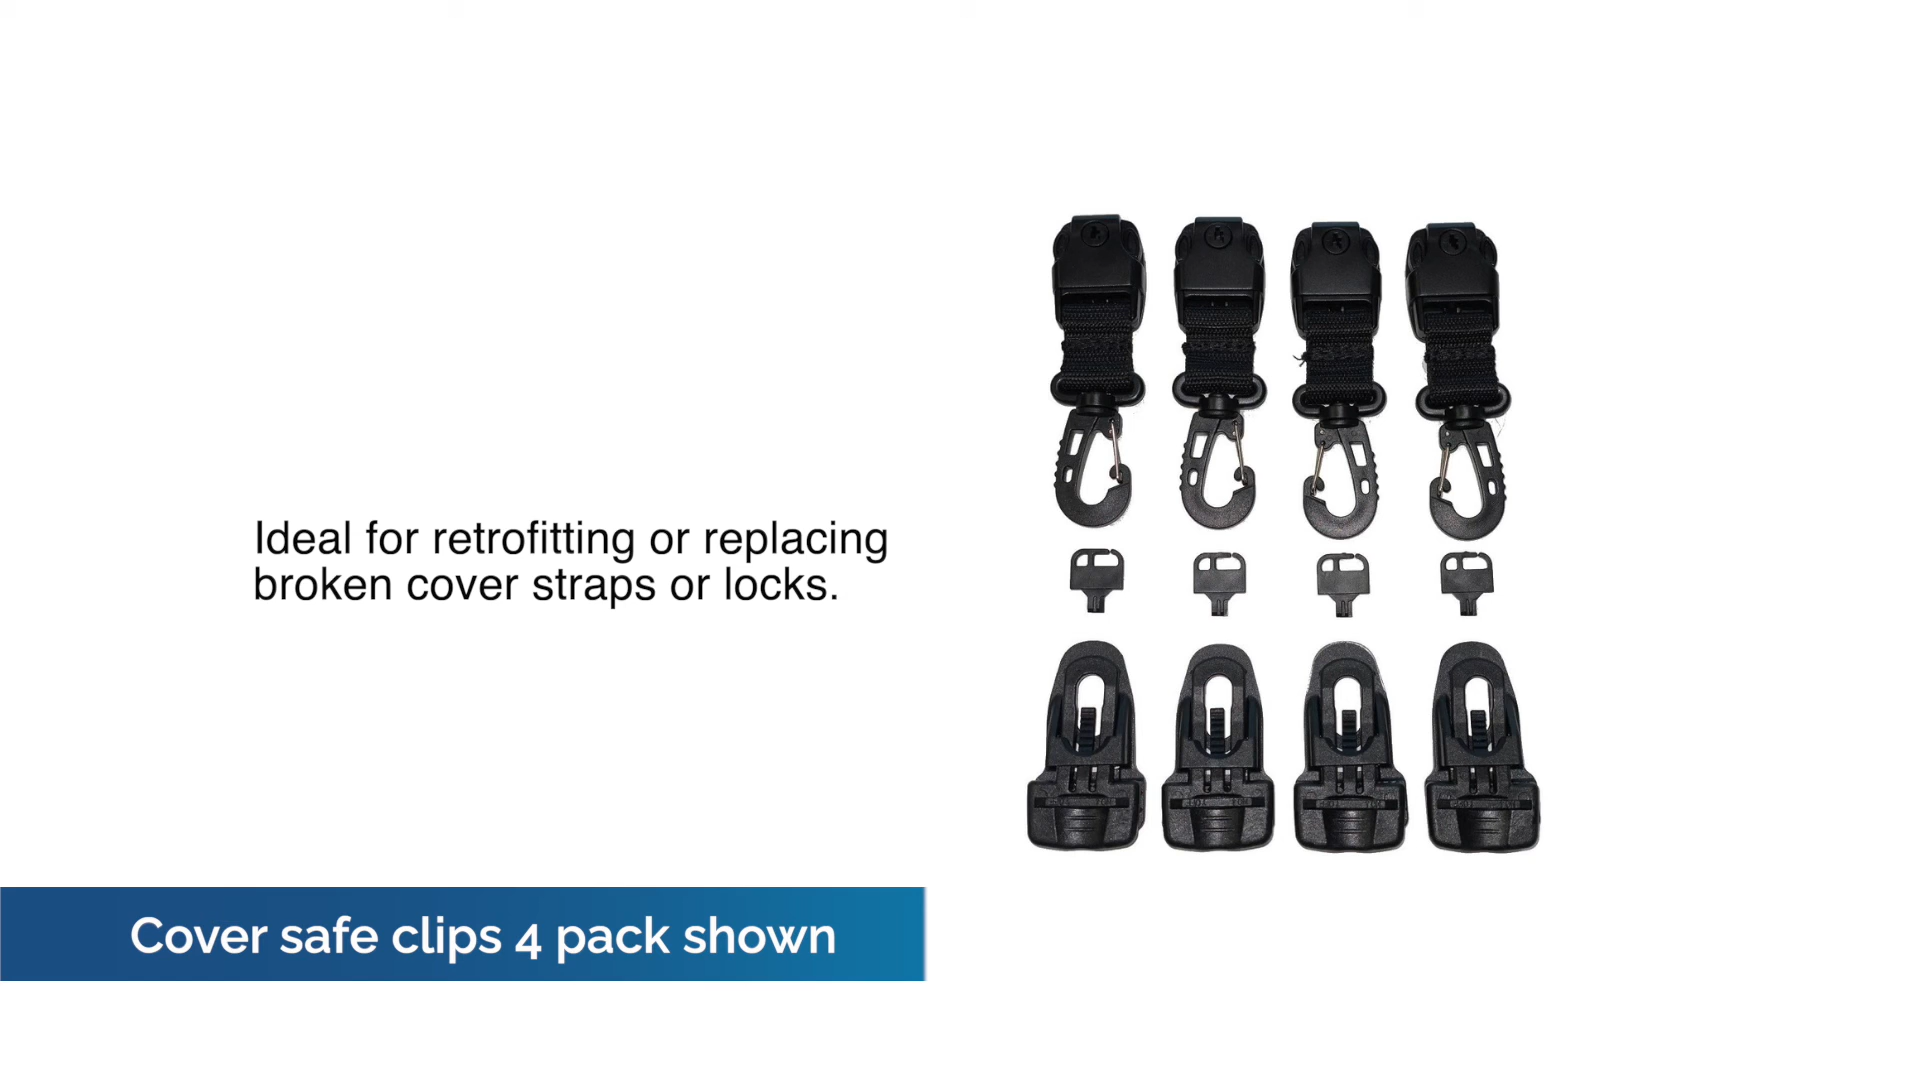 Ideal for retrofitting or replacing
broken cover straps or locks.
Cover safe clips 4 pack shown